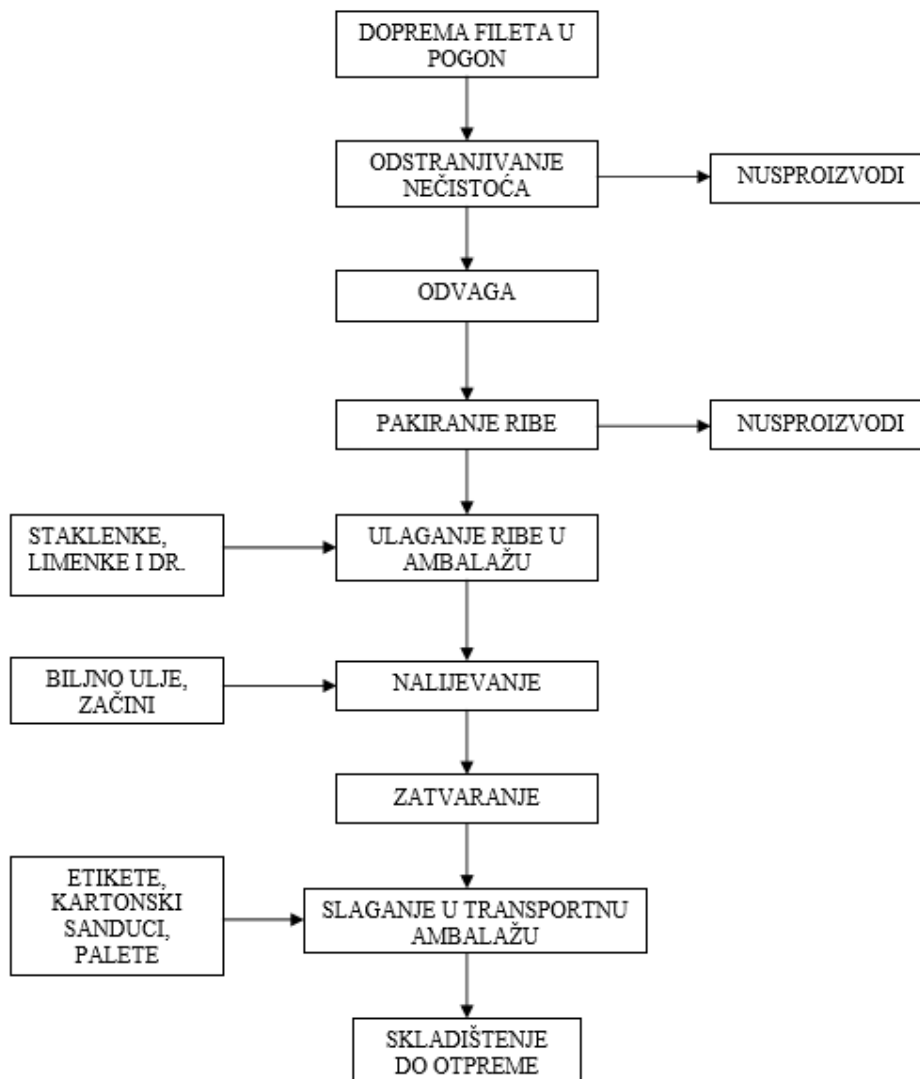 DOPREMA FILETA U
POGON
ODSTRANJIVANJE
NEČISTOĆA
NUSPROIZVODI
ODVAGA
PAKIRANJE RIBE
NUSPROIZVODI
STAKLENKE,
LIMENKE I DR.
ULAGANJE RIBE U
AMBALAŽU
BILJNO ULJE,
ZAČINI
NALIJEVANJE
ZATVARANJE
ETIKETE,
KARTONSKI
SANDUCI,
PALETE
SLAGANJE U TRANSPORTNU
AMBALAŽU
SKLADIŠTENJE
DO OTPREME